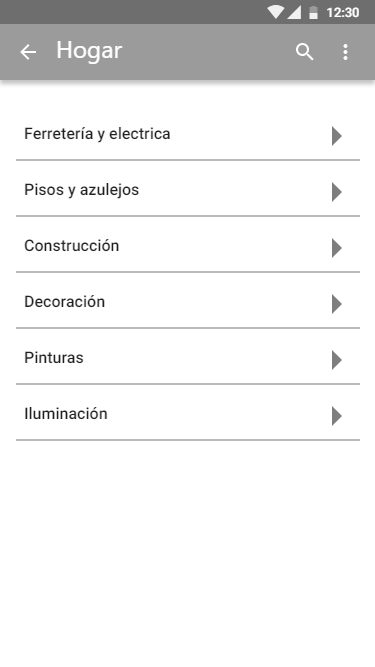 12:30
Hogar
Ferretería y electrica
Pisos y azulejos
Construcción
Decoración
Pinturas
Iluminación